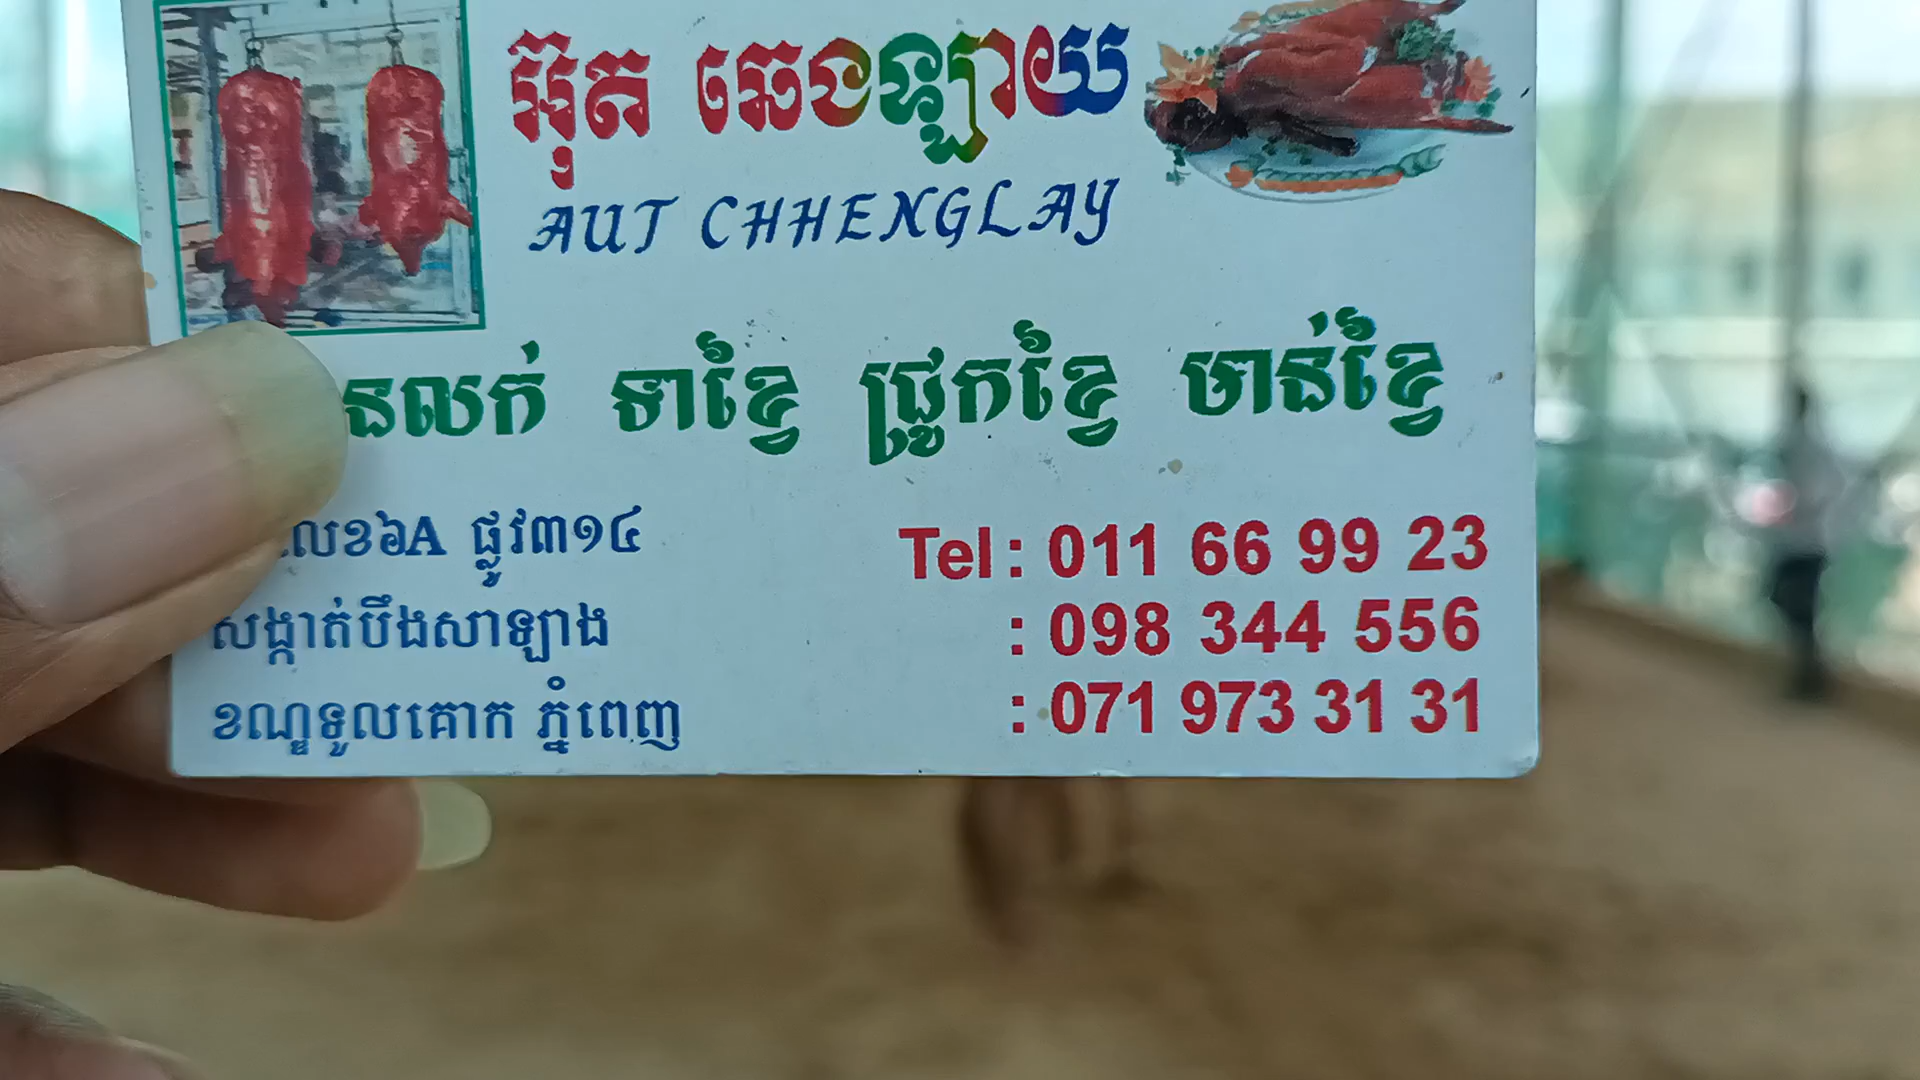 អ៊ុត ឆេងឡាយ
AUT CHHENGLAY
នលក់ ទាខ្វៃ ជ្រូកខ្វៃ មាន់ខ្វៃ
លេខ៦A ផ្លូវ៣១៤
សង្កាត់បឹងសាឡាង
ខណ្ឌទួលគោក ភ្នំពេញ
Tel : 011 66 99 23
: 098 344 556
: 071 973 31 31